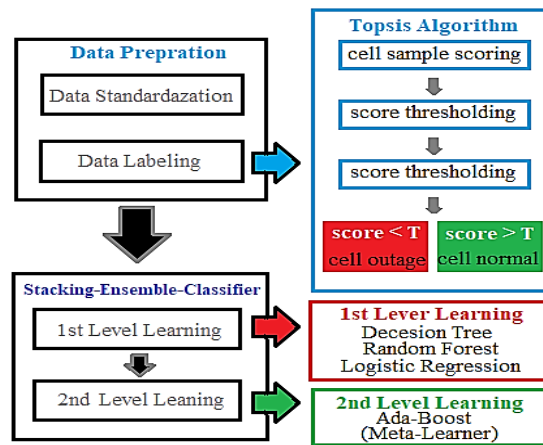 Data Prepration
Data Standardazation
Data Labeling
Topsis Algorithm
cell sample scoring
score thresholding
score thresholding
score < T
cell outage
score > T
cell normal
Stacking-Ensemble-Classifier
1st Level Learning
2nd Level Leaning
1st Lever Learning
Decesion Tree
Random Forest
Logistic Regression
2nd Level Learning
Ada-Boost
(Meta-Learner)